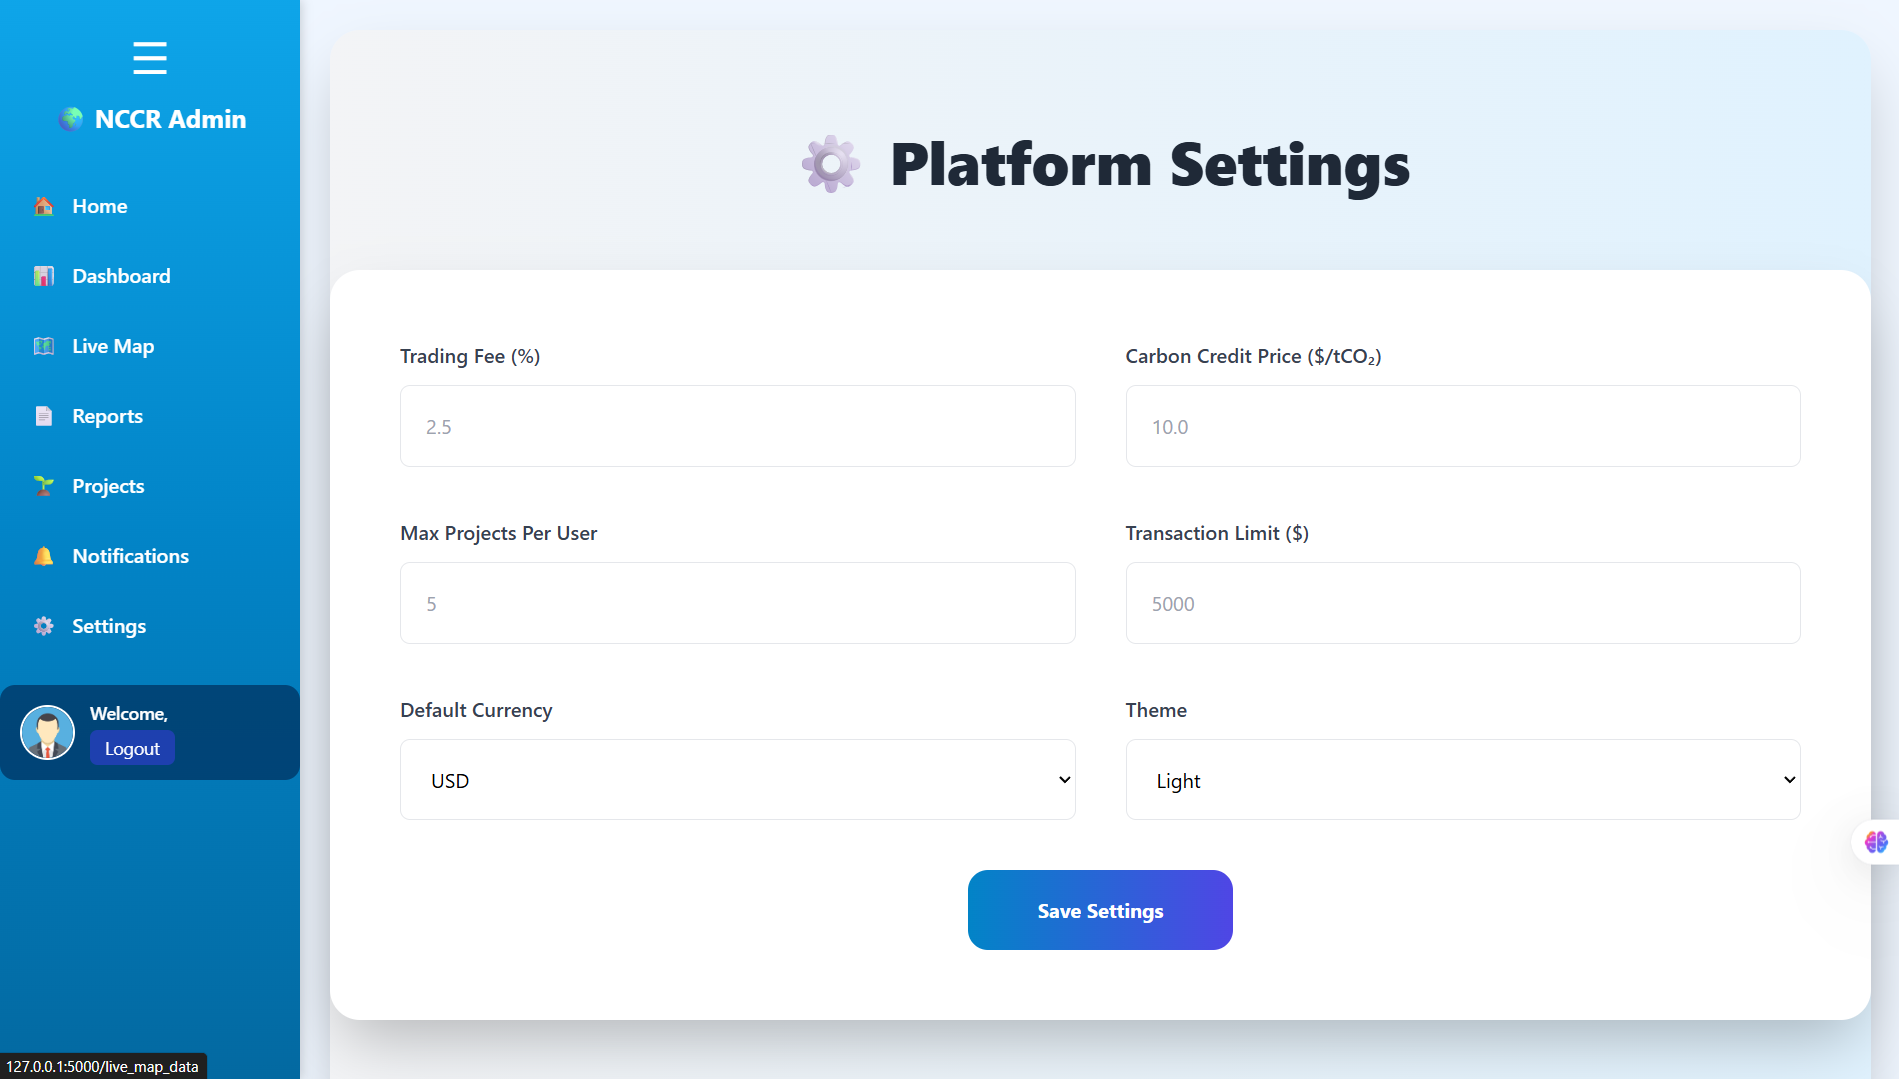 NCCR Admin
Home
Dashboard
Live Map
Reports
Projects
Notifications
Settings
Welcome,
Logout
127.0.0.1:5000/live_map_data
Platform Settings
Trading Fee (%)
2.5
Carbon Credit Price ($/tCO₂)
10.0
Max Projects Per User
5
Transaction Limit ($)
5000
Default Currency
USD
Theme
Light
Save Settings